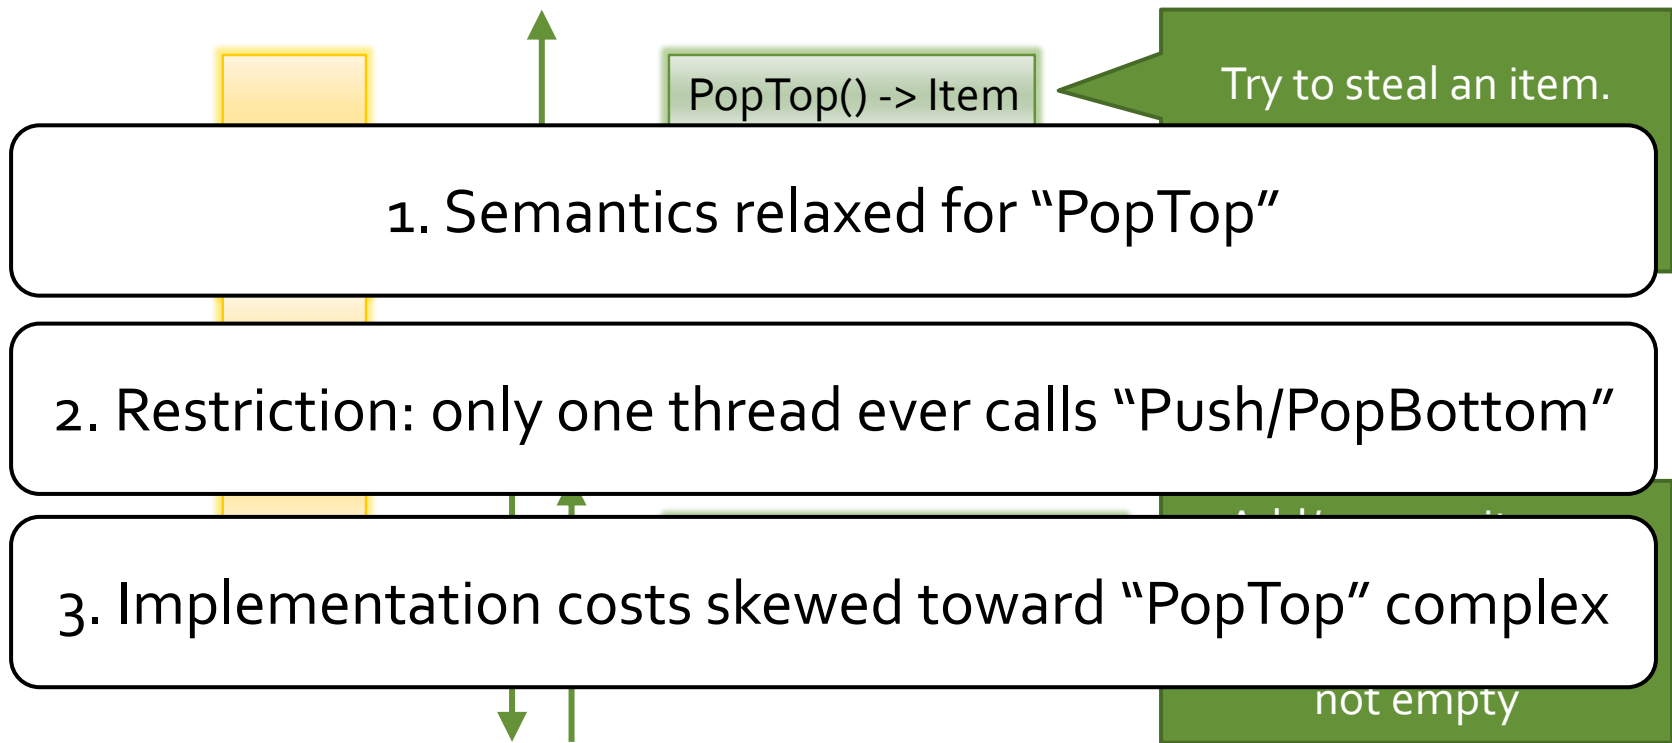 PopTop() -> Item
Try to steal an item.
1. Semantics relaxed for “PopTop”
2. Restriction: only one thread ever calls “Push/PopBottom”
3. Implementation costs skewed toward “PopTop” complex
not empty